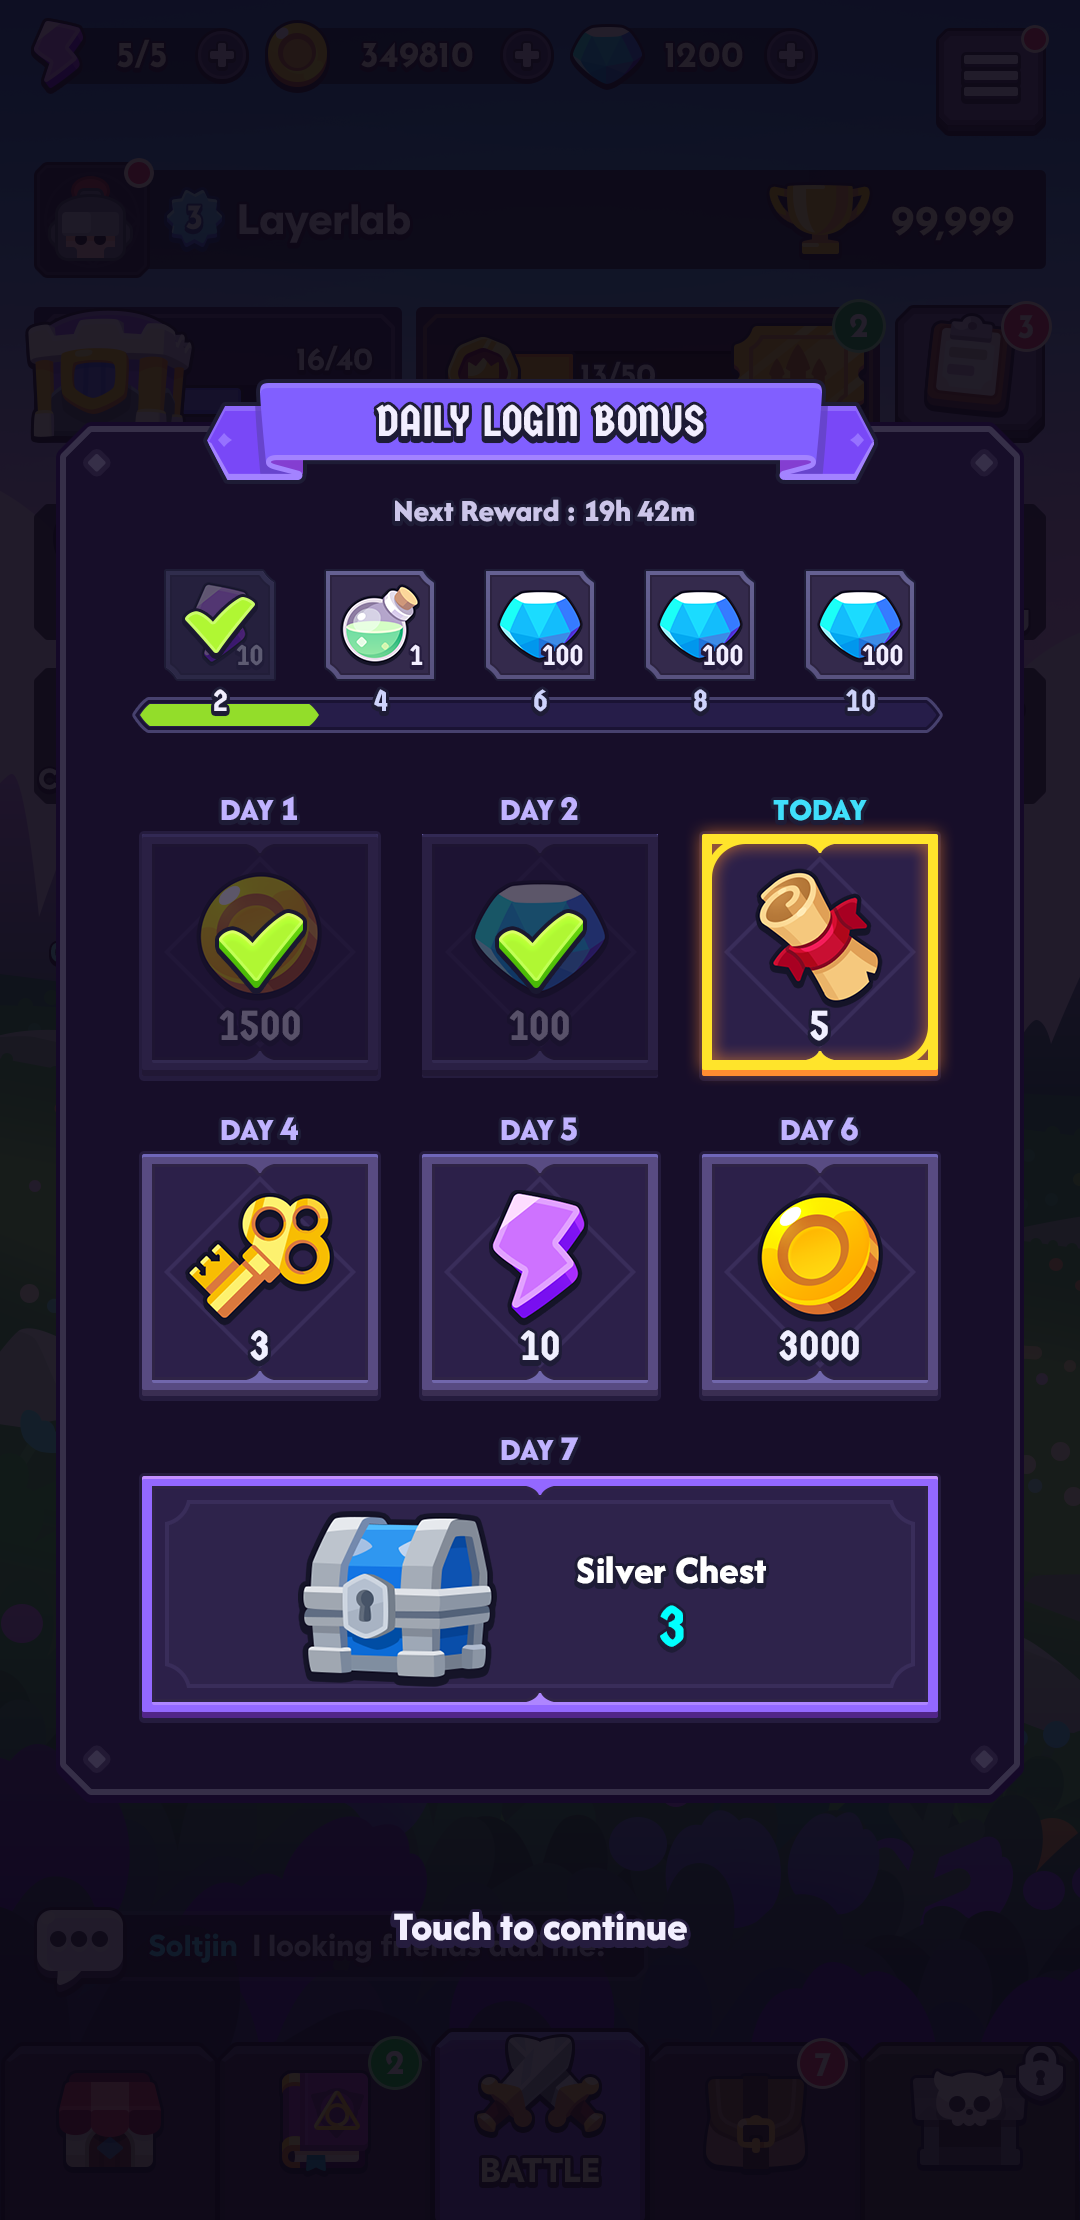 5/5
349810
1200
3
Layerlab
99,999
16/40
13/50
2
3
DAILY LOGIN BONUS
Next Reward : 19h 42m
10
1
100
100
100
2
4
6
8
10
DAY 1
DAY 2
TODAY
1500
100
5
DAY 4
DAY 5
DAY 6
3
10
3000
DAY 7
Silver Chest
3
Touch to continue
Soltjin I looking friends add me!
2
7
BATTLE